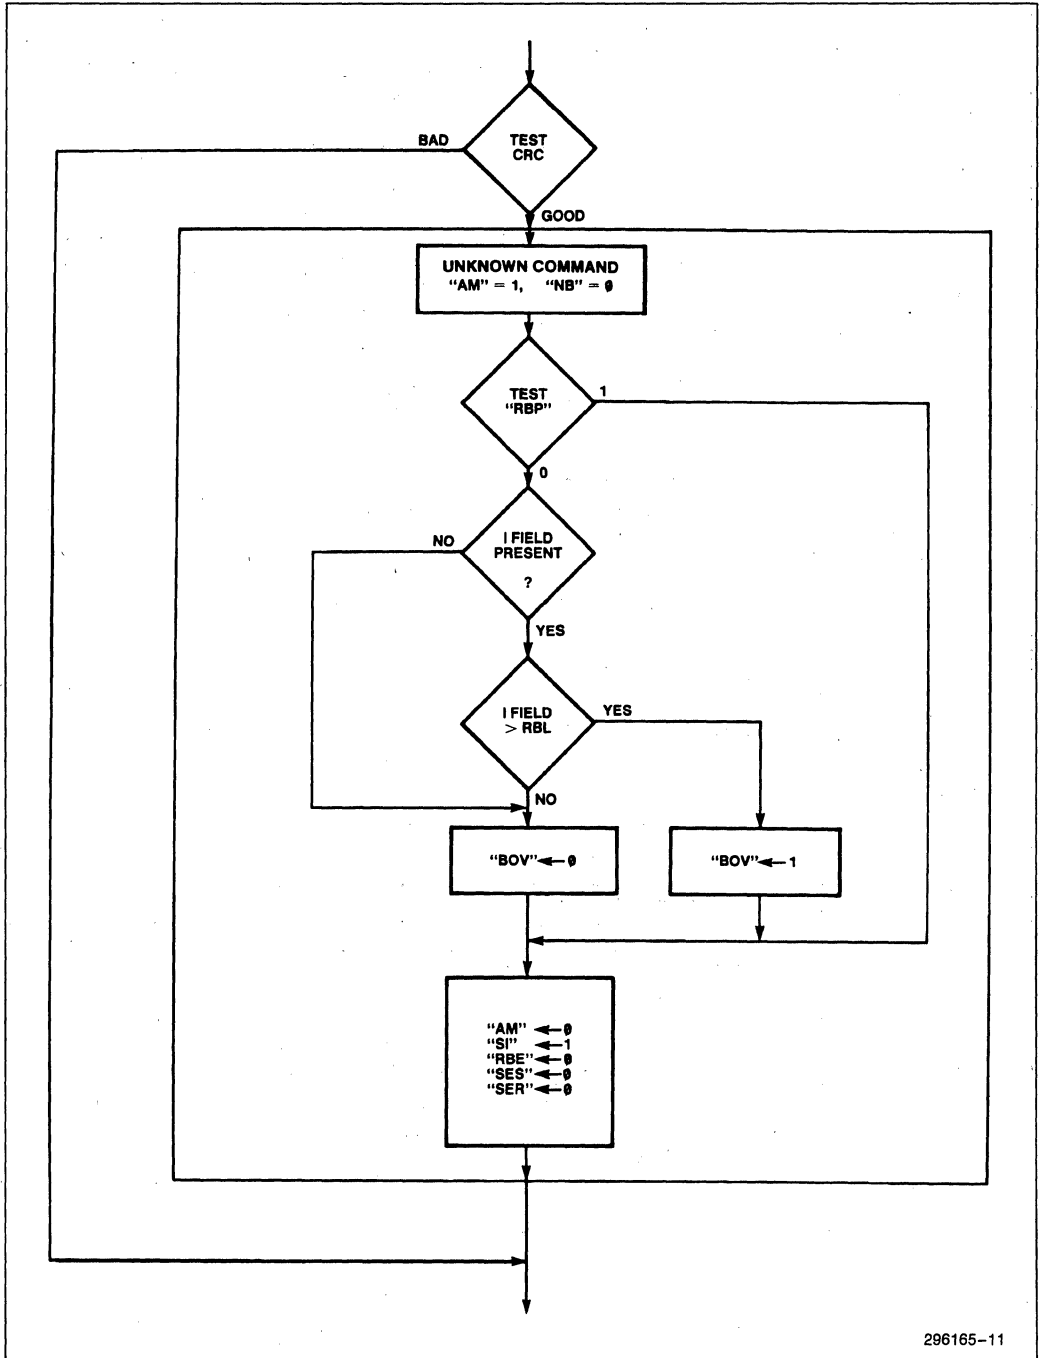 TEST
CRC
BAD
GOOD
UNKNOWN COMMAND
“AM” = 1, “NB” = 0
TEST
“RBP”
1
0
I FIELD
PRESENT
?
NO
YES
I FIELD
> RBL
YES
NO
“BOV”←0
“BOV”←1
“AM” ←0
“SI” ←1
“RBE”←0
“SES”←0
“SER”←0
296165–11